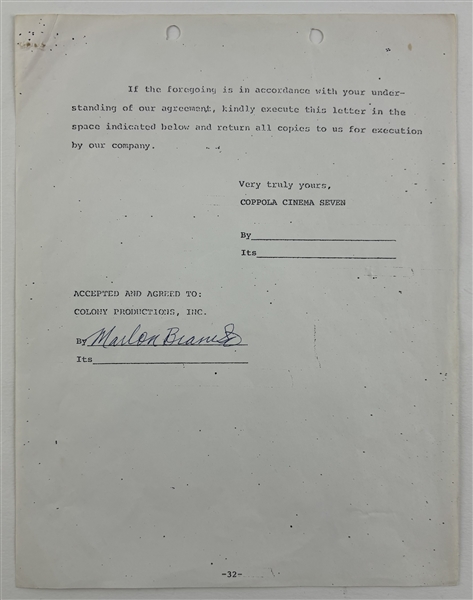 If the foregoing is in accordance with your under-
standing of our agreement, kindly execute this letter in the
space indicated below and return all copies to us for execution
by our company.
Very truly yours,
COPPOLA CINEMA SEVEN
By
Its
ACCEPTED AND AGREED TO:
COLONY PRODUCTIONS, INC.
By Marlon Brando
Its
-32-